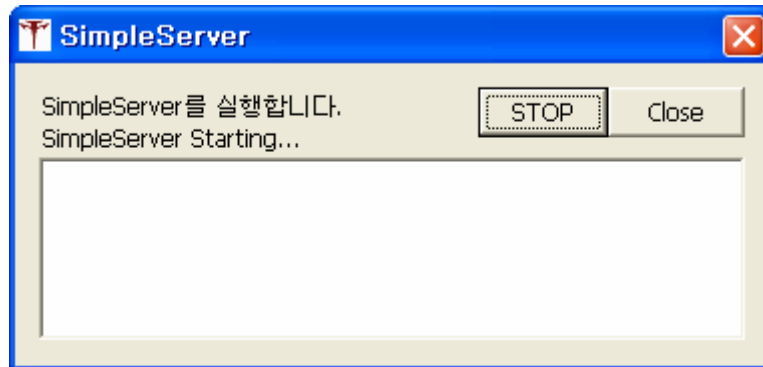 SimpleServer
SimpleServer를 실행합니다.
SimpleServer Starting...
STOP
Close